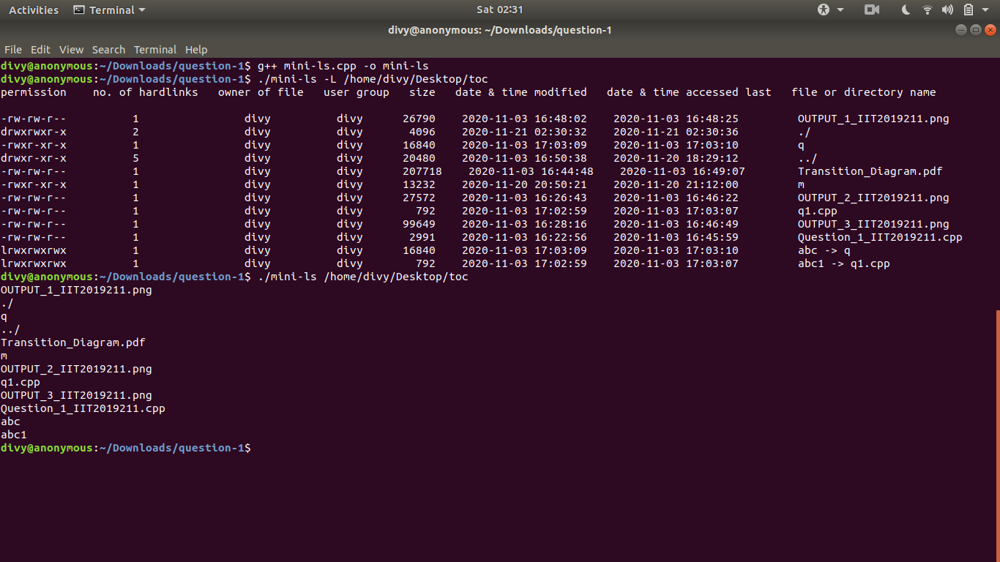 Activities Terminal Sat 02:31
divy@anonymous: ~/Downloads/question-1
File Edit View Search Terminal Help
divy@anonymous:~/Downloads/question-1$ g++ mini-ls.cpp -o mini-ls
divy@anonymous:~/Downloads/question-1$ ./mini-ls -L /home/divy/Desktop/toc
permission    no. of hardlinks   owner of file   user group   size   date & time modified   date & time accessed last   file or directory name
-rw-rw-r--          1                divy          divy      26790    2020-11-03 16:48:02    2020-11-03 16:48:25         OUTPUT_1_IIT2019211.png
drwxrwxr-x          2                divy          divy       4096    2020-11-21 02:30:32    2020-11-21 02:30:36         ./
-rwxr-xr-x          1                divy          divy      16840    2020-11-03 17:03:09    2020-11-03 17:03:10         q
drwxr-xr-x          5                divy          divy      20480    2020-11-03 16:50:38    2020-11-20 18:29:12         ../
-rw-rw-r--          1                divy          divy      207718    2020-11-03 16:44:48    2020-11-03 16:49:07        Transition_Diagram.pdf
-rwxr-xr-x          1                divy          divy      13232    2020-11-20 20:50:21    2020-11-20 21:12:00         m
-rw-rw-r--          1                divy          divy      27572    2020-11-03 16:26:43    2020-11-03 16:46:22         OUTPUT_2_IIT2019211.png
-rw-rw-r--          1                divy          divy        792    2020-11-03 17:02:59    2020-11-03 17:03:07         q1.cpp
-rw-rw-r--          1                divy          divy      99649    2020-11-03 16:28:16    2020-11-03 16:46:49         OUTPUT_3_IIT2019211.png
-rw-rw-r--          1                divy          divy       2991    2020-11-03 16:22:56    2020-11-03 16:45:59         Question_1_IIT2019211.cpp
lrwxrwxrwx          1                divy          divy      16840    2020-11-03 17:03:09    2020-11-03 17:03:10         abc -> q
lrwxrwxrwx          1                divy          divy        792    2020-11-03 17:02:59    2020-11-03 17:03:07         abc1 -> q1.cpp
divy@anonymous:~/Downloads/question-1$ ./mini-ls /home/divy/Desktop/toc
OUTPUT_1_IIT2019211.png
./
q
../
Transition_Diagram.pdf
m
OUTPUT_2_IIT2019211.png
q1.cpp
OUTPUT_3_IIT2019211.png
Question_1_IIT2019211.cpp
abc
abc1
divy@anonymous:~/Downloads/question-1$